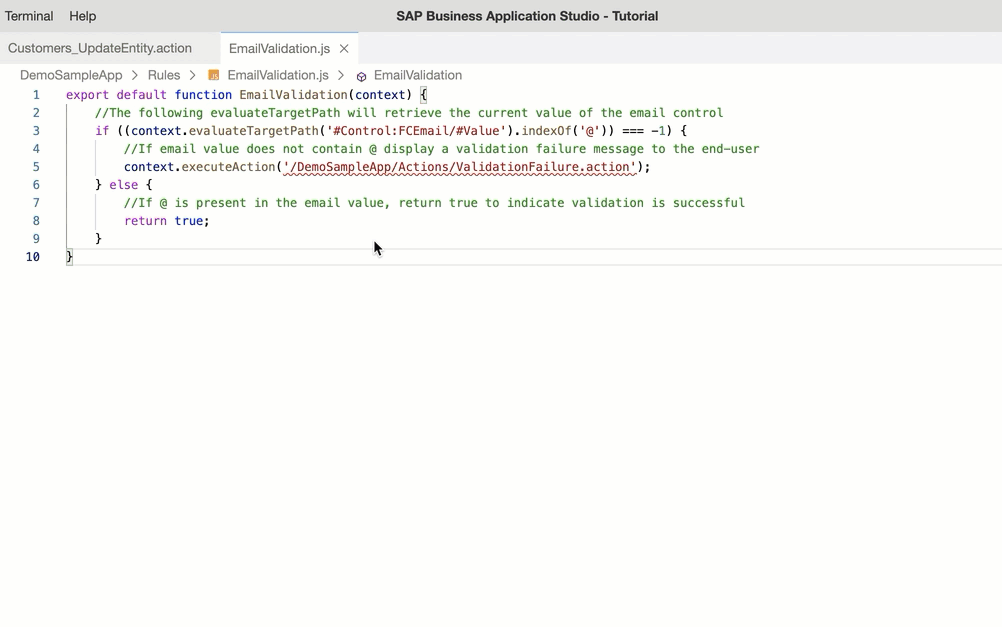 Terminal Help SAP Business Application Studio - Tutorial
Customers_UpdateEntity.action EmailValidation.js
DemoSampleApp > Rules > JS EmailValidation.js > EmailValidation
1 export default function EmailValidation(context) {
2 //The following evaluateTargetPath will retrieve the current value of the email control
3 if ((context.evaluateTargetPath('#Control:FCEmail/#Value').indexOf('@')) === -1) {
4 //If email value does not contain @ display a validation failure message to the end-user
5 context.executeAction('/DemoSampleApp/Actions/ValidationFailure.action');
6 } else {
7 //If @ is present in the email value, return true to indicate validation is successful
8 return true;
9 }
10 }